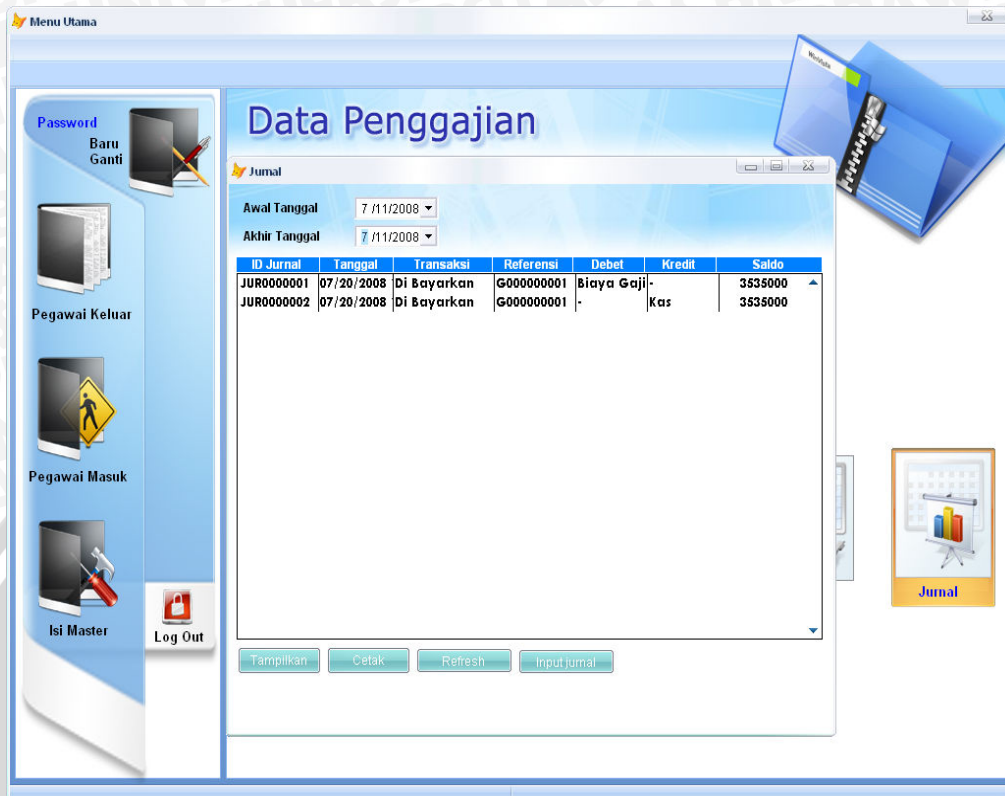 Menu Utama
Data Penggajian
Password
Baru
Ganti
Pegawai Keluar
Pegawai Masuk
Isi Master
Log Out
Jurnal
Awal Tanggal 7 /11/2008
Akhir Tanggal 7 /11/2008
ID Jurnal Tanggal Transaksi Referensi Debet Kredit Saldo
JUR0000001 07/20/2008 Di Bayarkan G000000001 Biaya Gaji - 3535000
JUR0000002 07/20/2008 Di Bayarkan G000000001 - Kas 3535000
Tampilkan Cetak Refresh Input jurnal
Jurnal